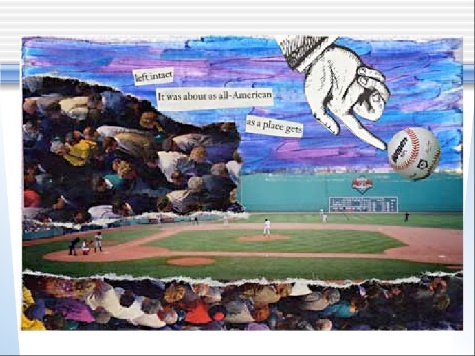 left intact
It was about as all-American
as a place gets